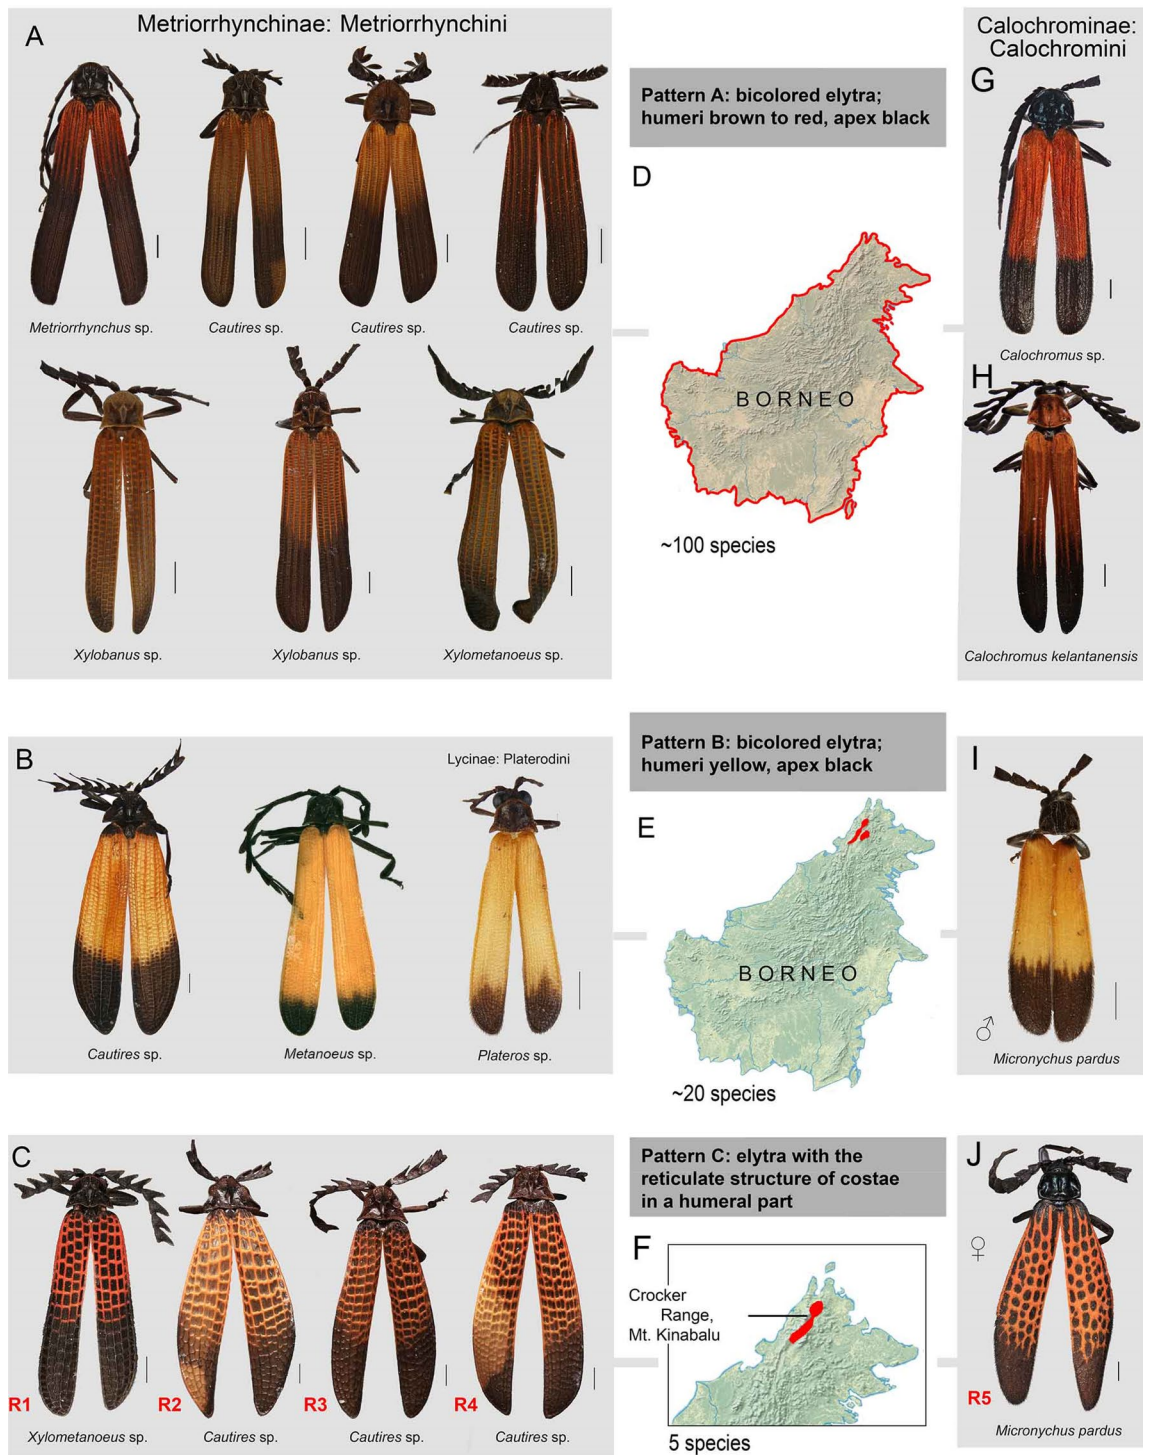 A
Metriorrhynchinae: Metriorrhynchini
Metriorrhynchus sp.
Cautires sp.
Cautires sp.
Cautires sp.
Xylobanus sp.
Xylobanus sp.
Xylometanoeus sp.
Pattern A: bicolored elytra;
humeri brown to red, apex black
D
BORNEO
~100 species
Calochrominae:
Calochromini
G
Calochromus sp.
H
Calochromus kelantanensis
B
Lycinae: Platerodini
Cautires sp.
Metanoeus sp.
Plateros sp.
Pattern B: bicolored elytra;
humeri yellow, apex black
E
BORNEO
~20 species
I
♂
Micronychus pardus
C
R1
R2
R3
R4
Xylometanoeus sp.
Cautires sp.
Cautires sp.
Cautires sp.
Pattern C: elytra with the
reticulate structure of costae
in a humeral part
F
Crocker
Range,
Mt. Kinabalu
5 species
J
♀
R5
Micronychus pardus